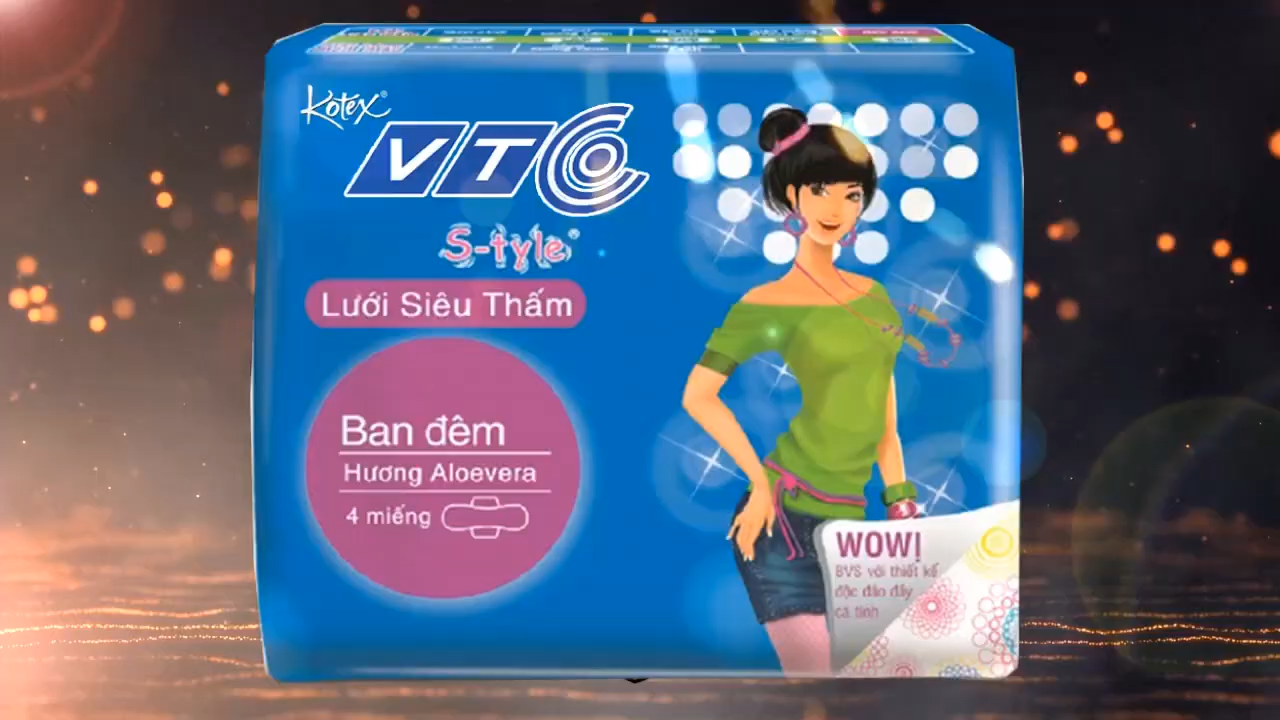 Kotex®
VTC
S-tyle®
Lưới Siêu Thấm
Ban đêm
Hương Aloevera
4 miếng
WOW!
BVS với thiết kế
độc đáo đầy
cá tính